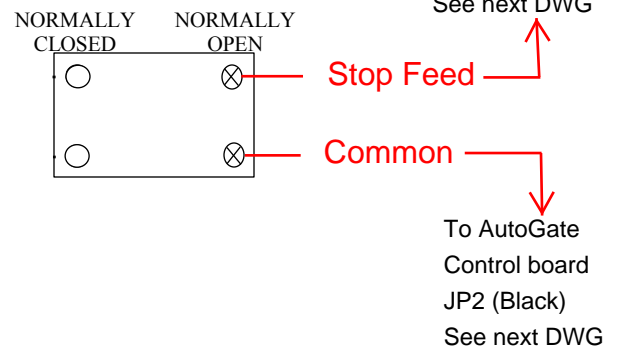 See next DWG
NORMALLY NORMALLY
CLOSED OPEN
Stop Feed
Common
To AutoGate
Control board
JP2 (Black)
See next DWG